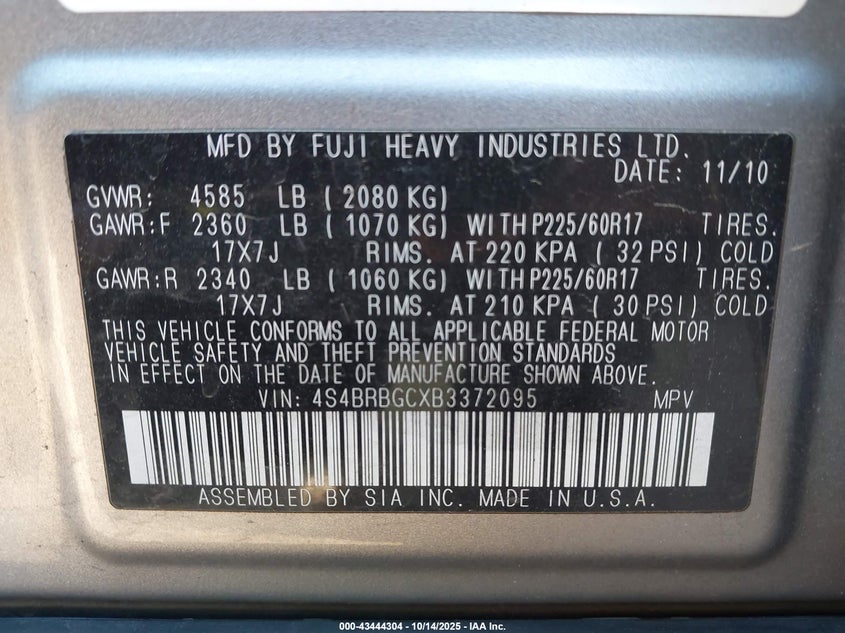 MFD BY FUJI HEAVY INDUSTRIES LTD.
DATE: 11/10
GVWR: 4585 LB ( 2080 KG)
GAWR:F 2360 LB ( 1070 KG) WITH P225/60R17 TIRES.
17X7J RIMS. AT 220 KPA ( 32 PSI) COLD
GAWR:R 2340 LB ( 1060 KG) WITH P225/60R17 TIRES.
17X7J RIMS. AT 210 KPA ( 30 PSI) COLD
THIS VEHICLE CONFORMS TO ALL APPLICABLE FEDERAL MOTOR
VEHICLE SAFETY AND THEFT PREVENTION STANDARDS
IN EFFECT ON THE DATE OF MANUFACTURE SHOWN ABOVE.
VIN: 4S4BRBGCXB3372095 MPV
ASSEMBLED BY SIA INC. MADE IN U.S.A.
000-43444304 - 10/14/2025 - IAA Inc.